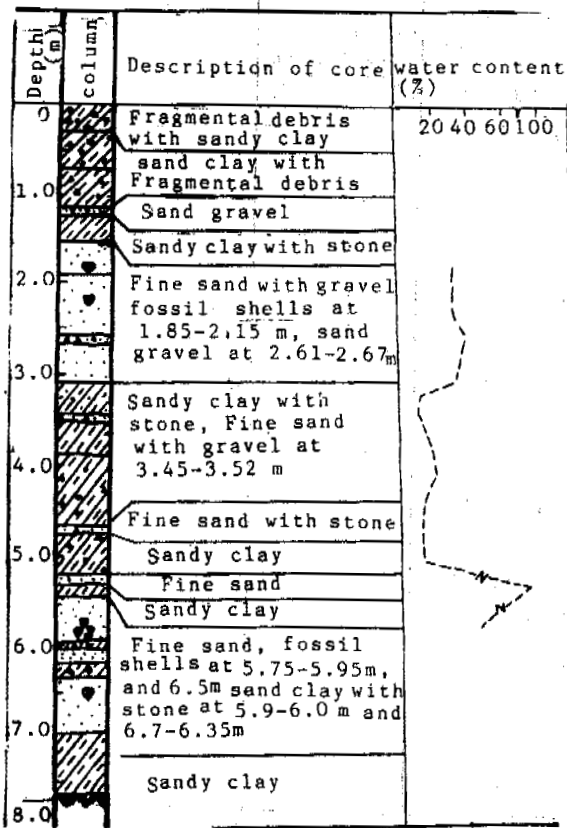 Depth (m)
column
Description of core
water content (%)
20 40 60 100
0
Fragmental debris
with sandy clay
sand clay with
Fragmental debris
1.0
Sand gravel
Sandy clay with stone
2.0
Fine sand with gravel
fossil shells at
1.85-2.15 m, sand
gravel at 2.61-2.67m
3.0
Sandy clay with
stone, Fine sand
with gravel at
3.45-3.52 m
4.0
Fine sand with stone
5.0
Sandy clay
Fine sand
Sandy clay
6.0
Fine sand, fossil
shells at 5.75-5.95m,
and 6.5m sand clay with
stone at 5.9-6.0 m and
6.7-6.35m
7.0
Sandy clay
8.0